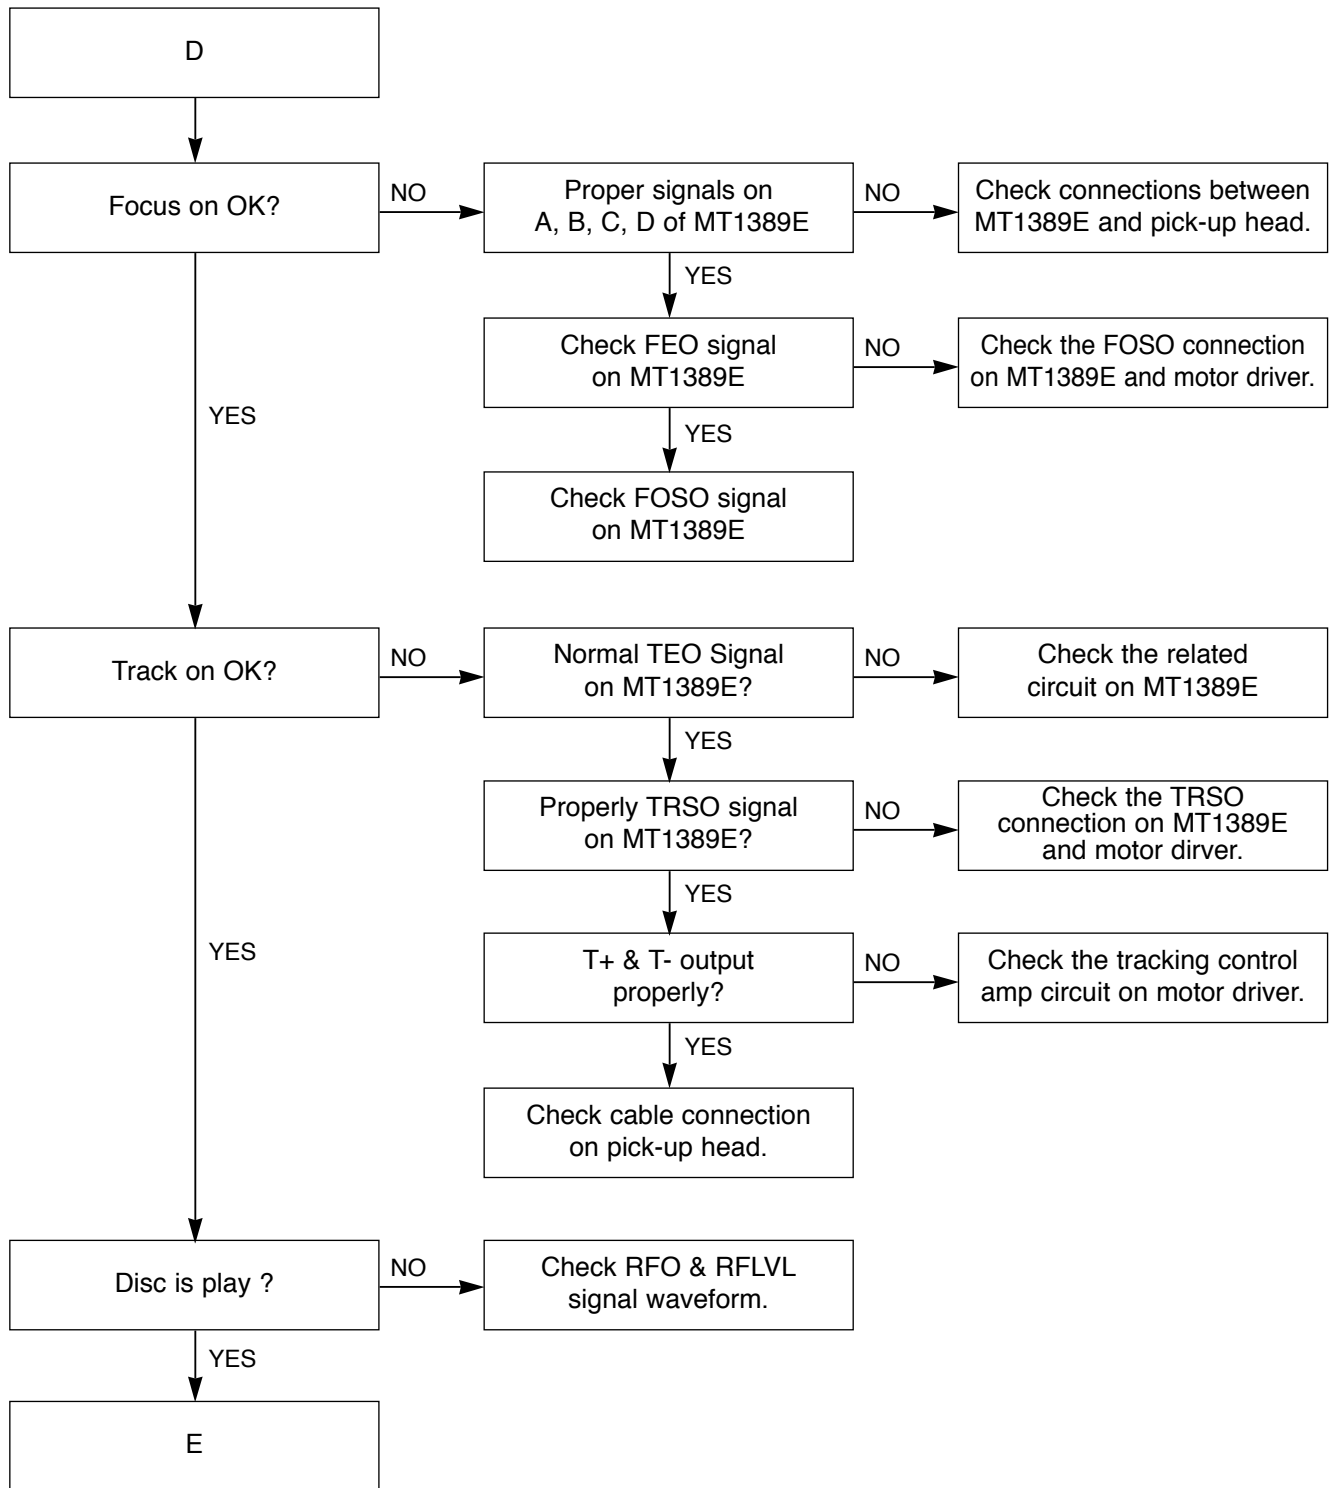 D
Focus on OK?
NO
Proper signals on
A, B, C, D of MT1389E
NO
Check connections between
MT1389E and pick-up head.
YES
Check FEO signal
on MT1389E
NO
Check the FOSO connection
on MT1389E and motor driver.
YES
YES
Check FOSO signal
on MT1389E
Track on OK?
NO
Normal TEO Signal
on MT1389E?
NO
Check the related
circuit on MT1389E
YES
Properly TRSO signal
on MT1389E?
NO
Check the TRSO
connection on MT1389E
and motor dirver.
YES
YES
T+ & T- output
properly?
NO
Check the tracking control
amp circuit on motor driver.
YES
Check cable connection
on pick-up head.
Disc is play ?
NO
Check RFO & RFLVL
signal waveform.
YES
E